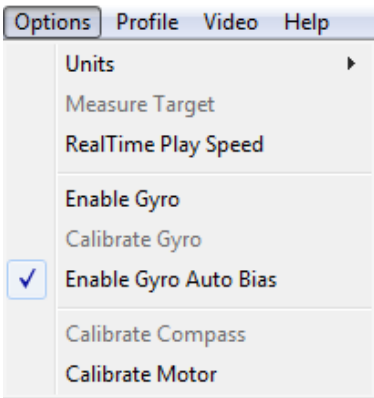 Options Profile Video Help
Units
Measure Target
RealTime Play Speed
Enable Gyro
Calibrate Gyro
Enable Gyro Auto Bias
Calibrate Compass
Calibrate Motor